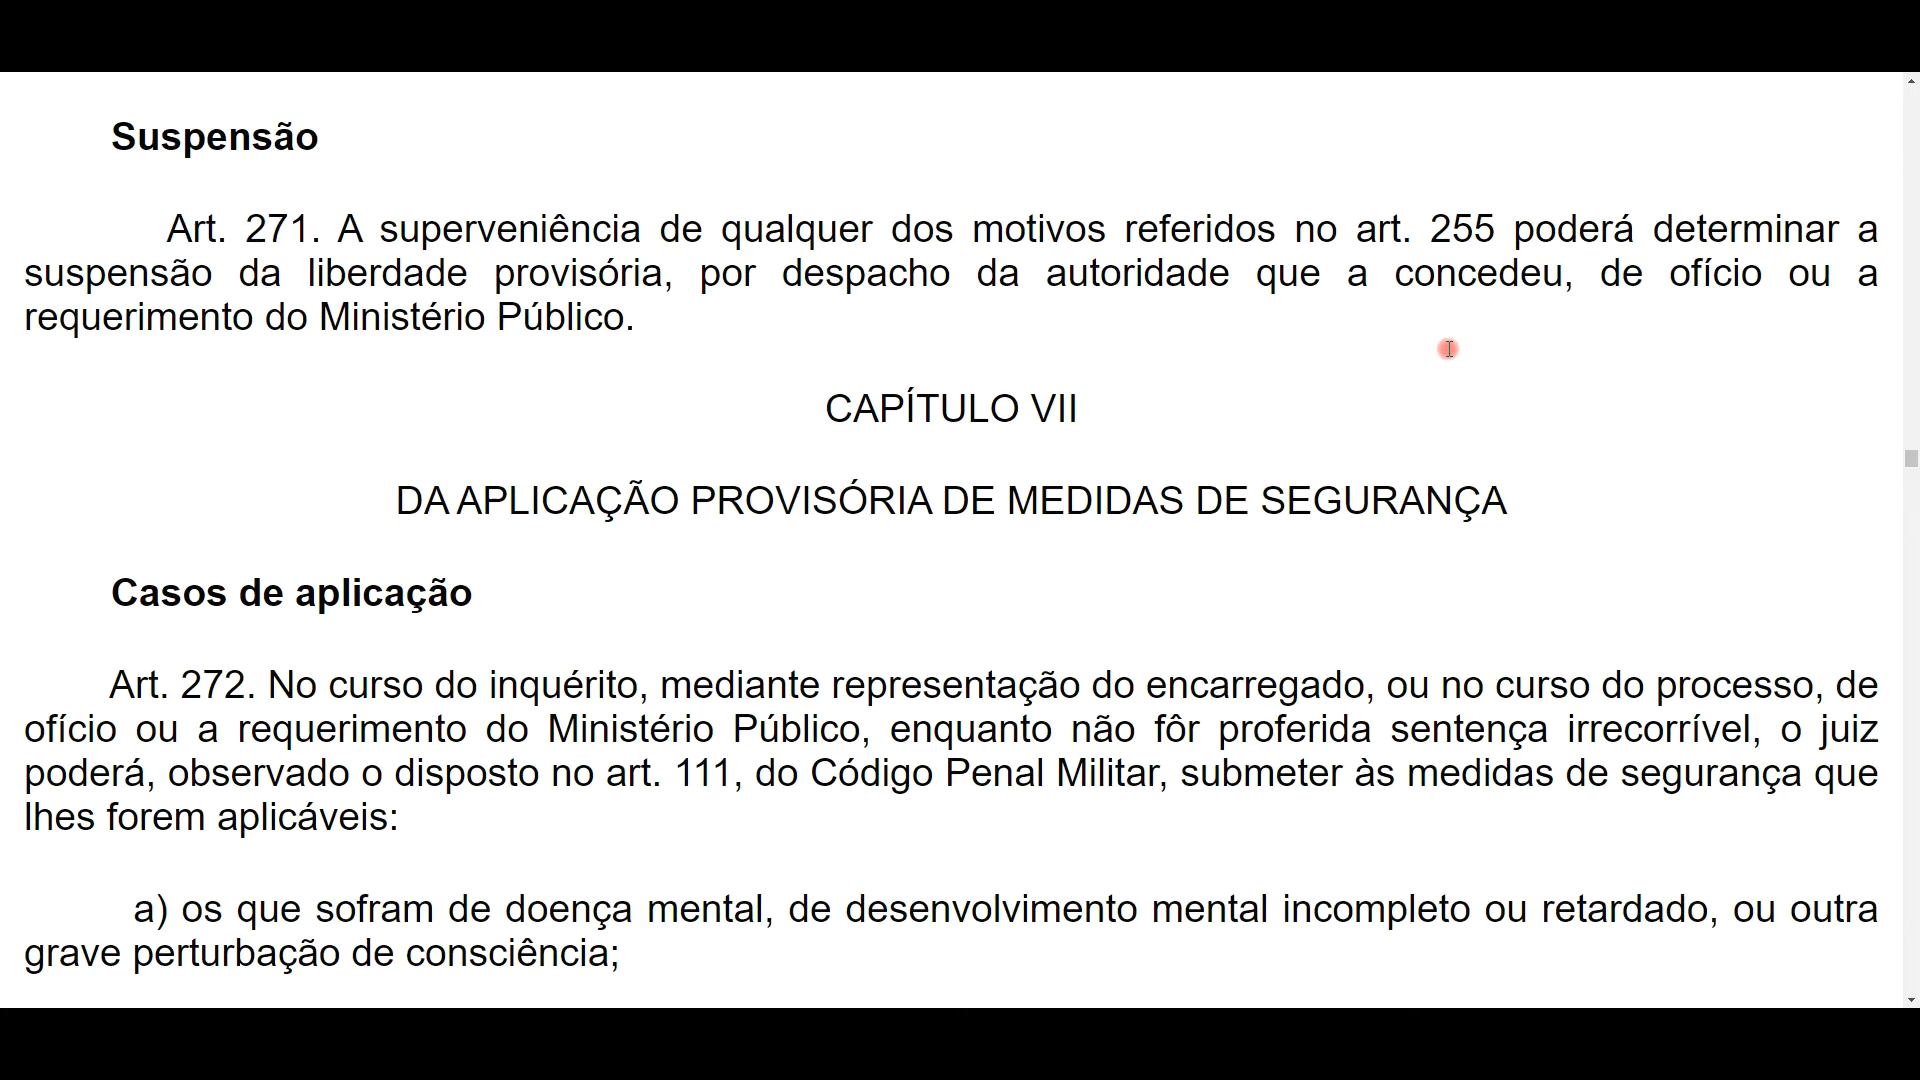 Suspensão
Art. 271. A superveniência de qualquer dos motivos referidos no art. 255 poderá determinar a
suspensão da liberdade provisória, por despacho da autoridade que a concedeu, de ofício ou a
requerimento do Ministério Público.
CAPÍTULO VII
DA APLICAÇÃO PROVISÓRIA DE MEDIDAS DE SEGURANÇA
Casos de aplicação
Art. 272. No curso do inquérito, mediante representação do encarregado, ou no curso do processo, de
ofício ou a requerimento do Ministério Público, enquanto não fôr proferida sentença irrecorrível, o juiz
poderá, observado o disposto no art. 111, do Código Penal Militar, submeter às medidas de segurança que
lhes forem aplicáveis:
a) os que sofram de doença mental, de desenvolvimento mental incompleto ou retardado, ou outra
grave perturbação de consciência;